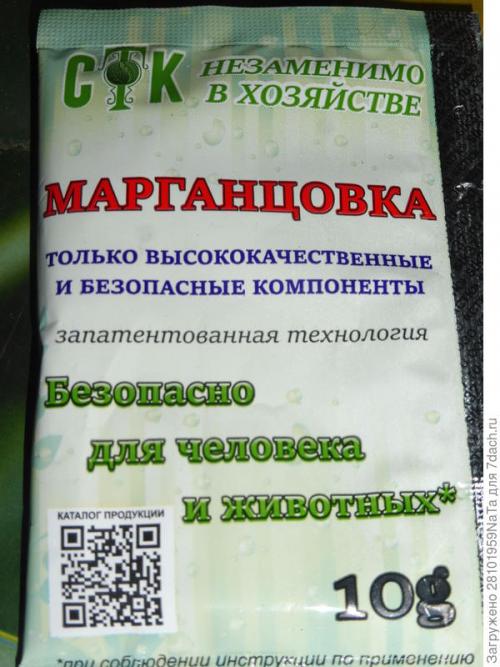 СТК НЕЗАМЕНИМО
В ХОЗЯЙСТВЕ
МАРГАНЦОВКА
ТОЛЬКО ВЫСОКОКАЧЕСТВЕННЫЕ
И БЕЗОПАСНЫЕ КОМПОНЕНТЫ
запатентованная технология
Безопасно
для человека
и животных*
КАТАЛОГ ПРОДУКЦИИ
10g
*при соблюдении инструкции по применению
Загружено 28101959NaTa для 7dach.ru